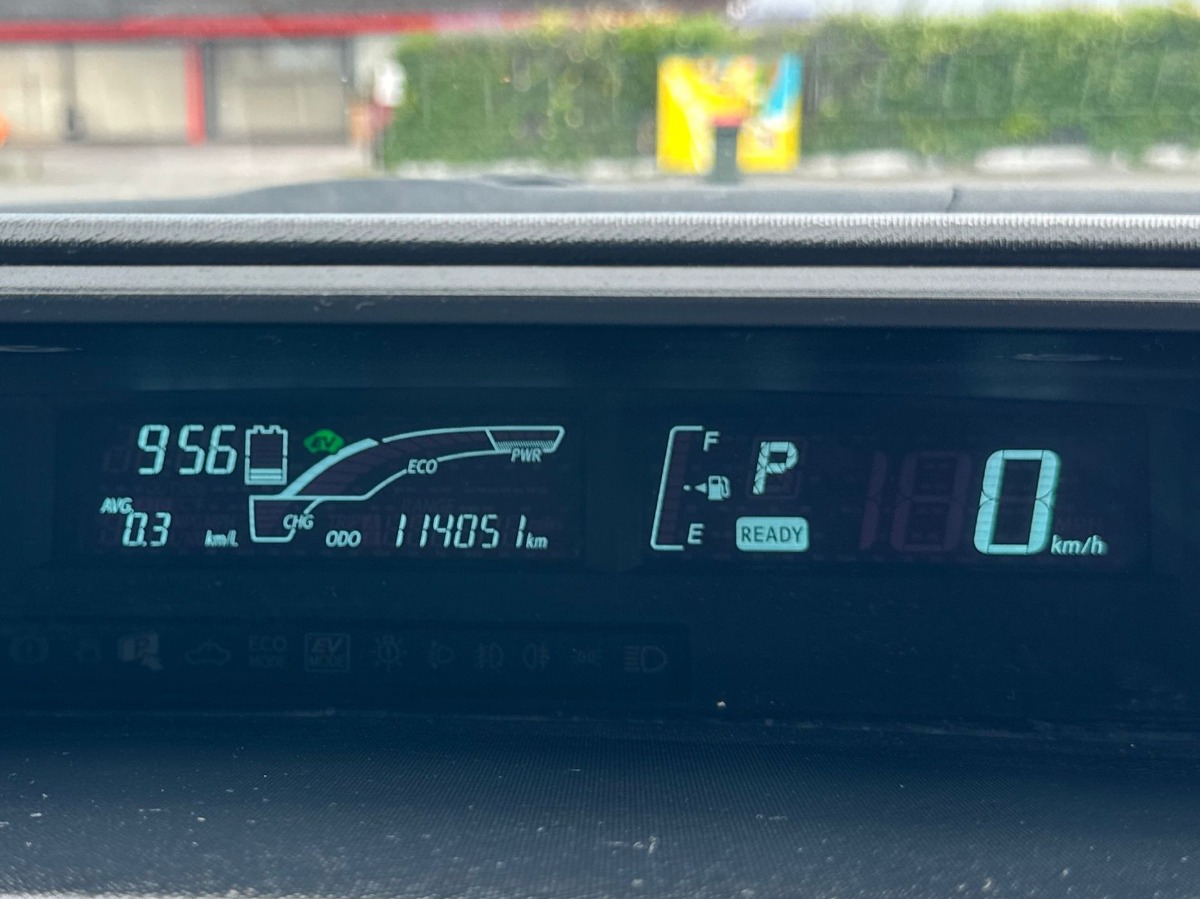 956
EV
PWR
ECO
CHG
AVG.
0.3 km/L
ODO 114051 km
F
E
P
READY
0 km/h
ECO
MODE
EV
MODE